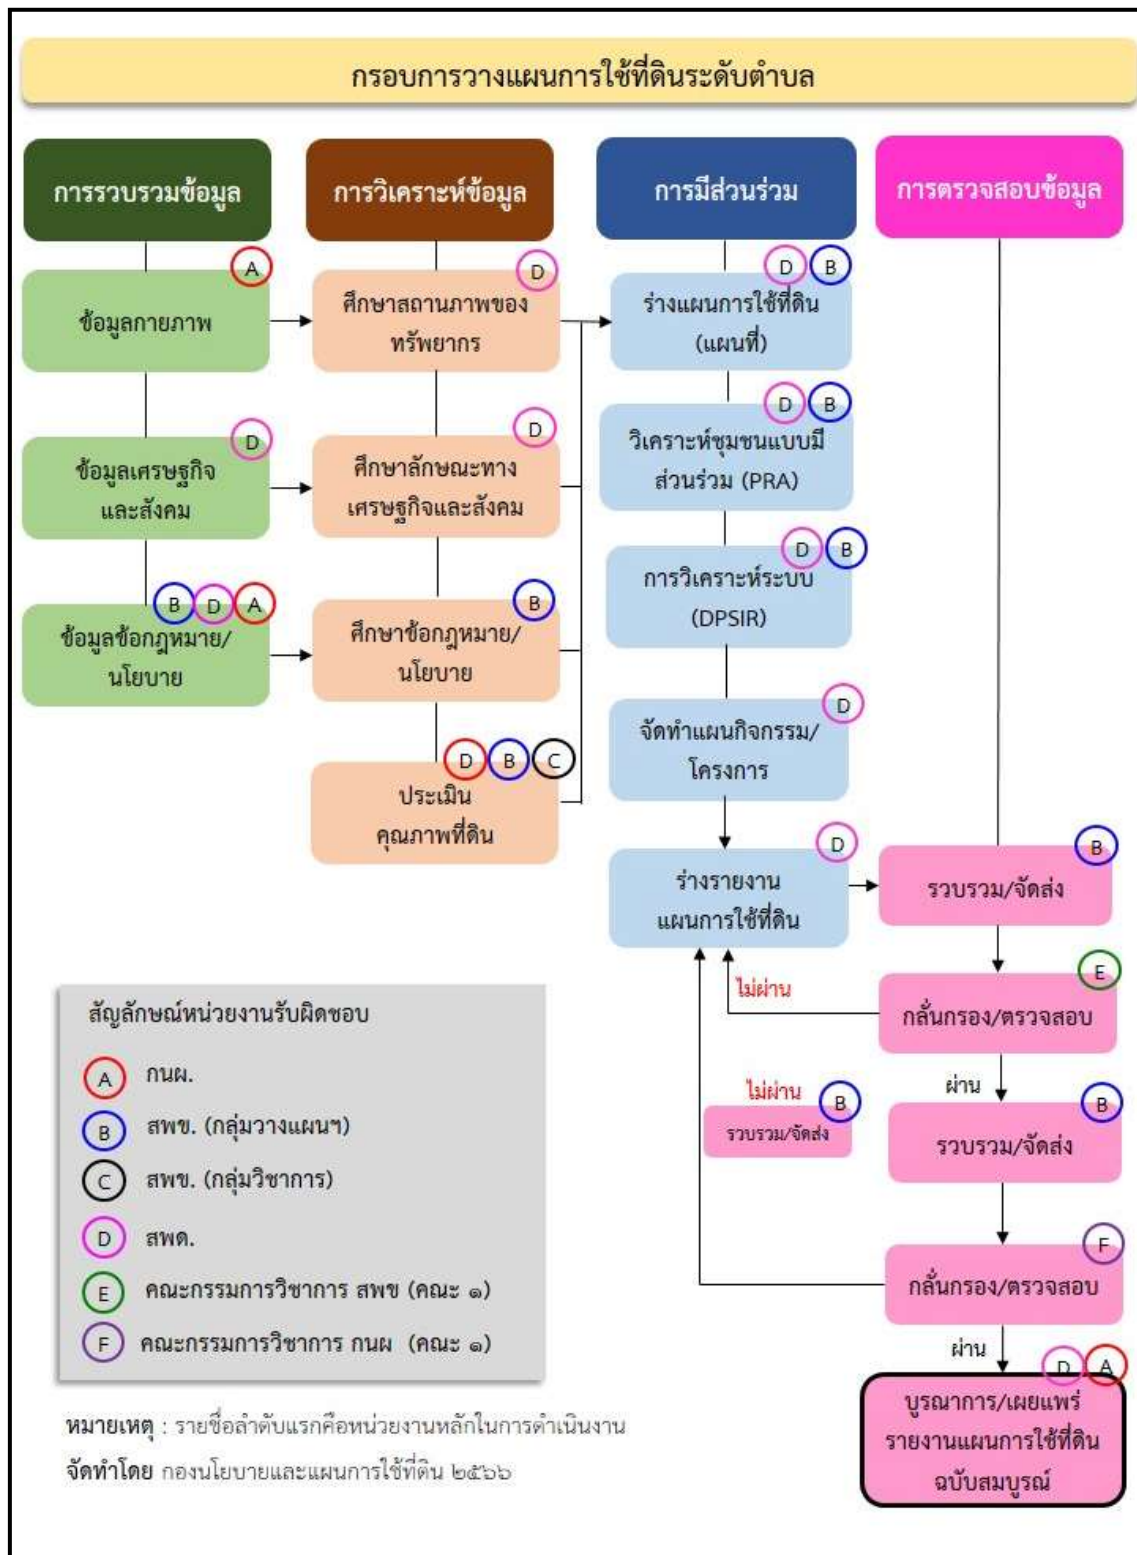 กรอบการวางแผนการใช้ที่ดินระดับตำบล
การรวบรวมข้อมูล
A
ข้อมูลกายภาพ
D
ข้อมูลเศรษฐกิจ
และสังคม
B D A
ข้อมูลข้อกฎหมาย/
นโยบาย
การวิเคราะห์ข้อมูล
D
ศึกษาสถานภาพของ
ทรัพยากร
D
ศึกษาลักษณะทาง
เศรษฐกิจและสังคม
B
ศึกษาข้อกฎหมาย/
นโยบาย
D B C
ประเมิน
คุณภาพที่ดิน
การมีส่วนร่วม
D B
ร่างแผนการใช้ที่ดิน
(แผนที่)
D B
วิเคราะห์ชุมชนแบบมี
ส่วนร่วม (PRA)
D B
การวิเคราะห์ระบบ
(DPSIR)
D
จัดทำแผนกิจกรรม/
โครงการ
D
ร่างรายงาน
แผนการใช้ที่ดิน
การตรวจสอบข้อมูล
B
รวบรวม/จัดส่ง
E
กลั่นกรอง/ตรวจสอบ
ไม่ผ่าน
ผ่าน
B
รวบรวม/จัดส่ง
F
กลั่นกรอง/ตรวจสอบ
ไม่ผ่าน
B
รวบรวม/จัดส่ง
ผ่าน
D A
บูรณาการ/เผยแพร่
รายงานแผนการใช้ที่ดิน
ฉบับสมบูรณ์
สัญลักษณ์หน่วยงานรับผิดชอบ
A กนผ.
B สพข. (กลุ่มวางแผนฯ)
C สพข. (กลุ่มวิชาการ)
D สพด.
E คณะกรรมการวิชาการ สพข (คณะ ๑)
F คณะกรรมการวิชาการ กนผ (คณะ ๑)
หมายเหตุ : รายชื่อลำดับแรกคือหน่วยงานหลักในการดำเนินงาน
จัดทำโดย กองนโยบายและแผนการใช้ที่ดิน ๒๕๖๖